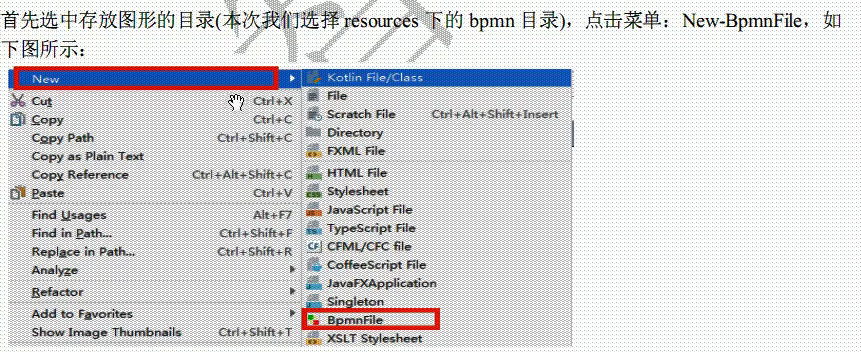 首先选中存放图形的目录(本次我们选择 resources 下的 bpmn 目录)，点击菜单：New-BpmnFile，如
下图所示：
New
Cut Ctrl+X
Copy Ctrl+C
Copy Path Ctrl+Shift+C
Copy as Plain Text
Copy Reference Ctrl+Alt+Shift+C
Paste Ctrl+V
Find Usages Alt+F7
Find in Path... Ctrl+Shift+F
Replace in Path... Ctrl+Shift+R
Analyze
Refactor
Add to Favorites
Show Image Thumbnails Ctrl+Shift+T
Kotlin File/Class
File
Scratch File Ctrl+Alt+Shift+Insert
Directory
FXML File
HTML File
Stylesheet
JavaScript File
TypeScript File
CFML/CFC file
CoffeeScript File
JavaFXApplication
Singleton
BpmnFile
XSLT Stylesheet